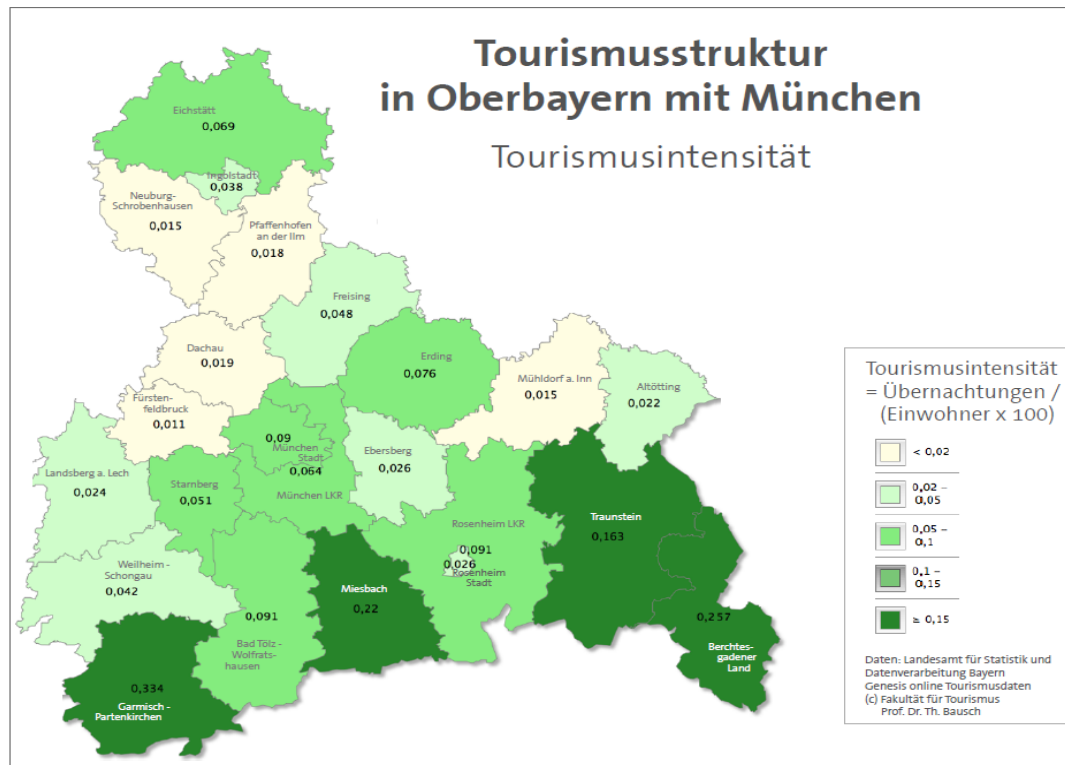 Tourismusstruktur
in Oberbayern mit München
Tourismusintensität
Eichstätt
0,069
Ingolstadt
0,038
Neuburg-
Schrobenhausen
0,015
Pfaffenhofen
an der Ilm
0,018
Freising
0,048
Dachau
0,019
Erding
0,076
Mühldorf a. Inn
0,015
Altötting
0,022
Fürsten-
feldbruck
0,011
0,09
München
Stadt
0,064
München LKR
Ebersberg
0,026
Landsberg a. Lech
0,024
Starnberg
0,051
Rosenheim LKR
0,091
0,026
Rosenheim
Stadt
Traunstein
0,163
Weilheim -
Schongau
0,042
Miesbach
0,22
0,091
Bad Tölz -
Wolfrats-
hausen
0,257
Berchtes-
gadener
Land
0,334
Garmisch -
Partenkirchen
Tourismusintensität
= Übernachtungen /
(Einwohner x 100)
< 0,02
0,02 –
0,05
0,05 –
0,1
0,1 –
0,15
≥ 0,15
Daten: Landesamt für Statistik und
Datenverarbeitung Bayern
Genesis online Tourismusdaten
(c) Fakultät für Tourismus
Prof. Dr. Th. Bausch